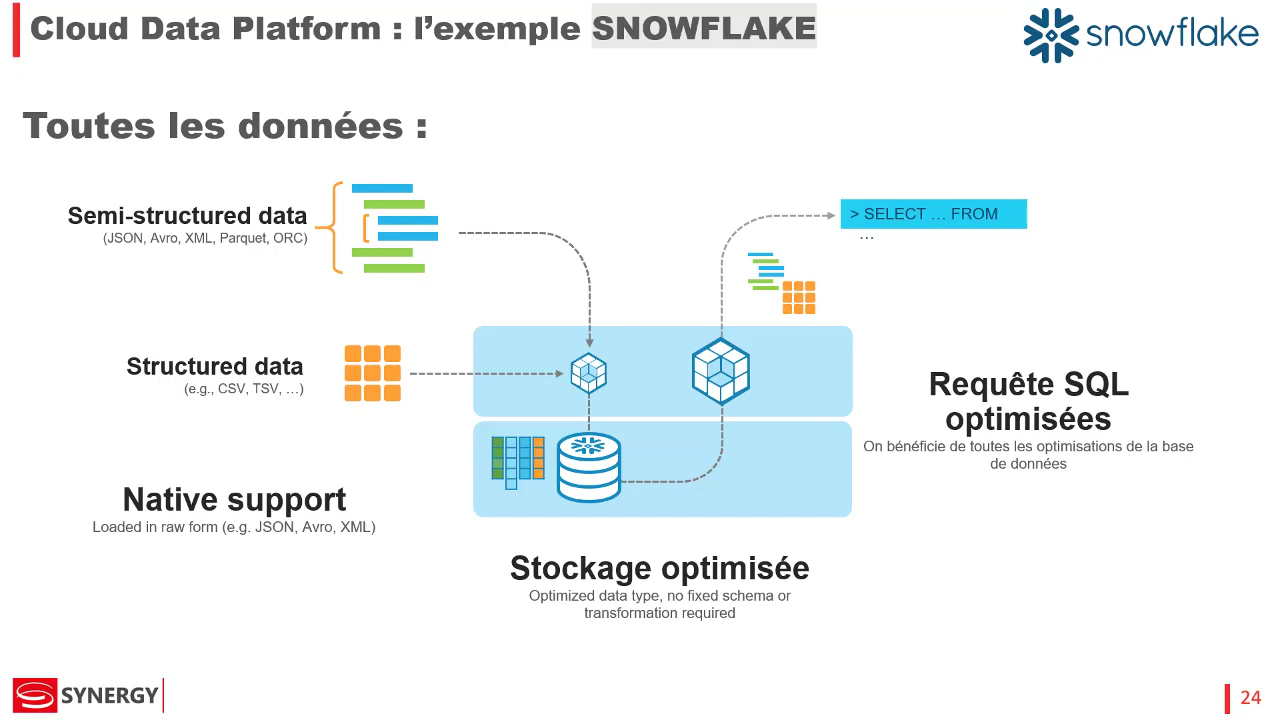 Cloud Data Platform : l’exemple SNOWFLAKE
snowflake
Toutes les données :
Semi-structured data
(JSON, Avro, XML, Parquet, ORC)
> SELECT … FROM
…
Structured data
(e.g., CSV, TSV, …)
Requête SQL
optimisées
On bénéficie de toutes les optimisations de la base
de données
Native support
Loaded in raw form (e.g. JSON, Avro, XML)
Stockage optimisée
Optimized data type, no fixed schema or
transformation required
SYNERGY
24